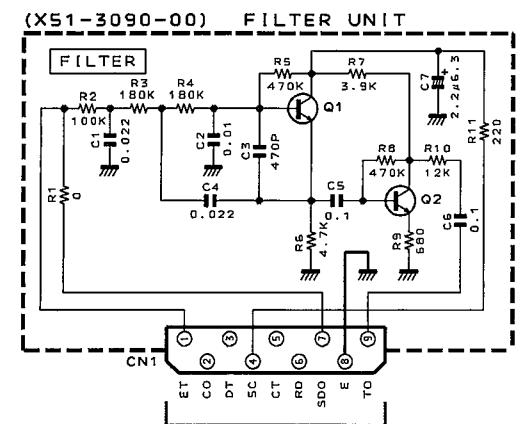 (X51-3090-00) FILTER UNIT
FILTER
R5
470K
R7
3.9K
C7
+
2.2µ6.3
R11
220
R2
100K
R3
180K
R4
180K
Q1
C1
0.022
C2
0.01
C3
470P
R8
470K
R10
12K
R1
0
C4
0.022
C5
0.1
Q2
C6
0.1
R6
4.7K
R9
680
CN1
1
2
3
4
5
6
7
8
9
ET
CO
DT
SC
CT
RD
SDO
E
TO